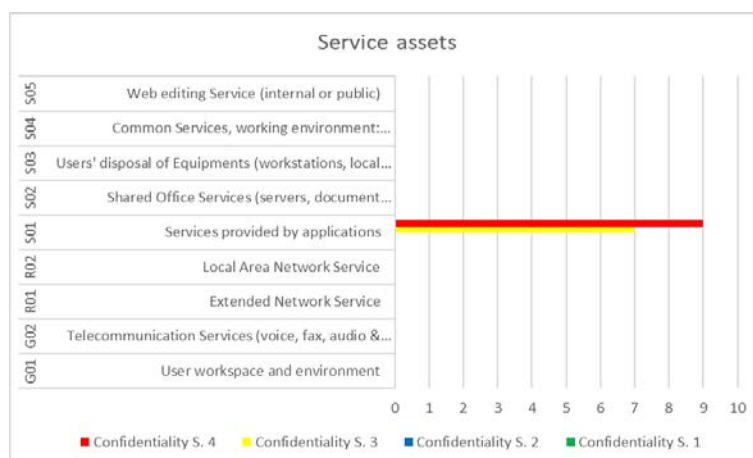 Service assets
S05 Web editing Service (internal or public)
S04 Common Services, working environment:...
S03 Users' disposal of Equipments (workstations, local...
S02 Shared Office Services (servers, document...
S01 Services provided by applications
R02 Local Area Network Service
R01 Extended Network Service
G02 Telecommunication Services (voice, fax, audio &...
G01 User workspace and environment
0 1 2 3 4 5 6 7 8 9 10
Confidentiality S. 4 Confidentiality S. 3 Confidentiality S. 2 Confidentiality S. 1